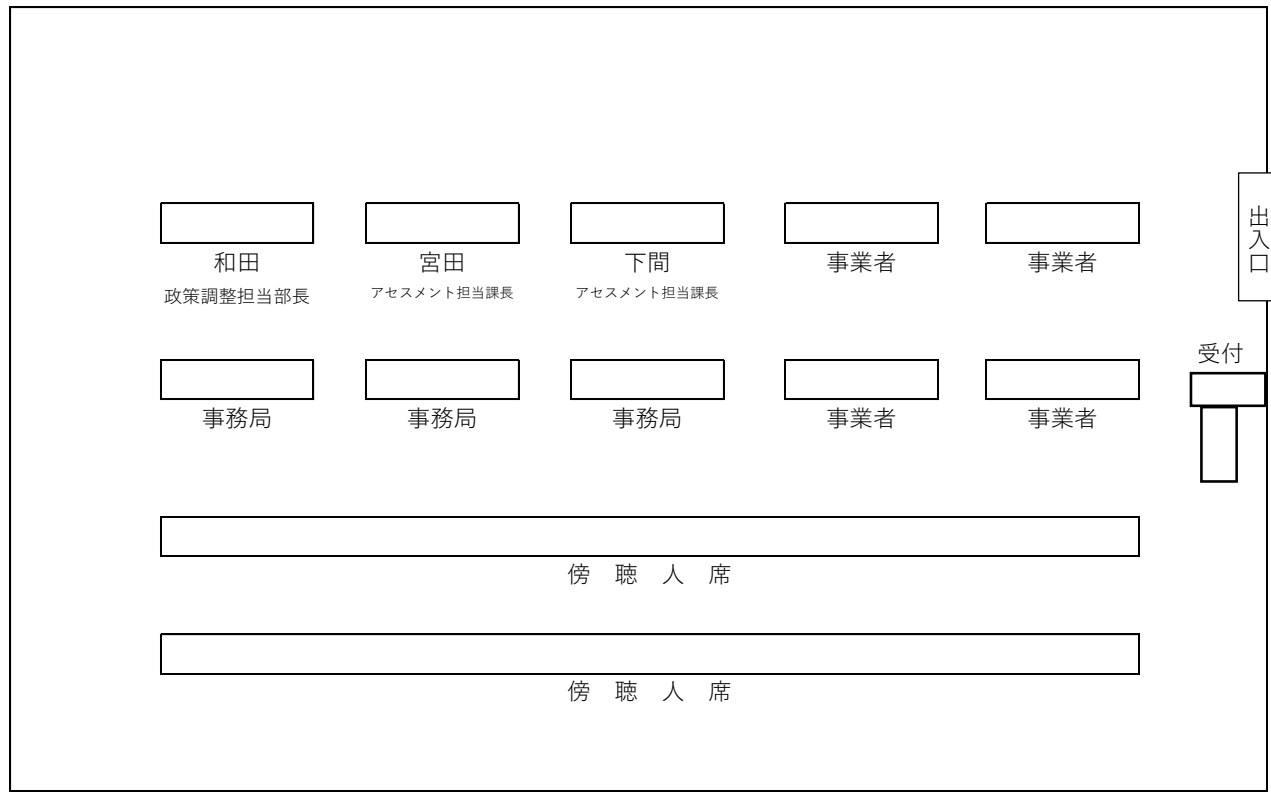 和田 宮田 下間 事業者 事業者
政策調整担当部長 アセスメント担当課長 アセスメント担当課長
出入口
受付
事務局 事務局 事務局 事業者 事業者
傍 聴 人 席
傍 聴 人 席